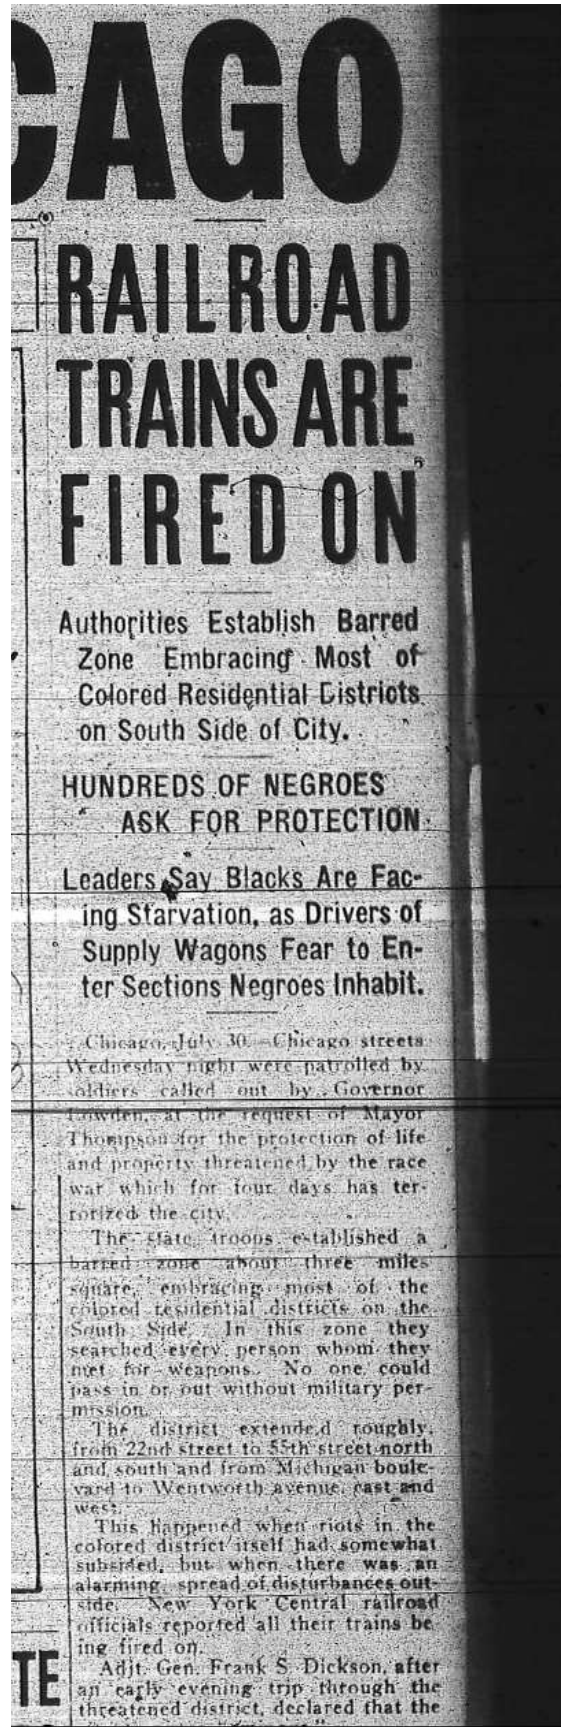 CAGO
RAILROAD
TRAINS ARE
FIRED ON
Authorities Establish Barred
Zone Embracing Most of
Colored Residential Districts
on South Side of City.
HUNDREDS OF NEGROES
ASK FOR PROTECTION
Leaders Say Blacks Are Fac-
ing Starvation, as Drivers of
Supply Wagons Fear to En-
ter Sections Negroes Inhabit.
Chicago, July 30.—Chicago streets
Wednesday night were patrolled by
soldiers called out by Governor
Lowden, at the request of Mayor
Thompson for the protection of life
and property threatened by the race
war which for four days has ter-
rorized the city.
The state troops established a
barred zone about three miles
square, embracing most of the
colored residential districts on the
South Side. In this zone they
searched every person whom they
met for weapons. No one could
pass in or out without military per-
mission.
The district extended roughly,
from 22nd street to 55th street north
and south and from Michigan boule-
vard to Wentworth avenue, east and
west.
This happened when riots in the
colored district itself had somewhat
subsided, but when there was an
alarming spread of disturbances out-
side. New York Central railroad
officials reported all their trains be
ing fired on.
Adjt. Gen. Frank S. Dickson, after
an early evening trip through the
threatened district, declared that the
TE